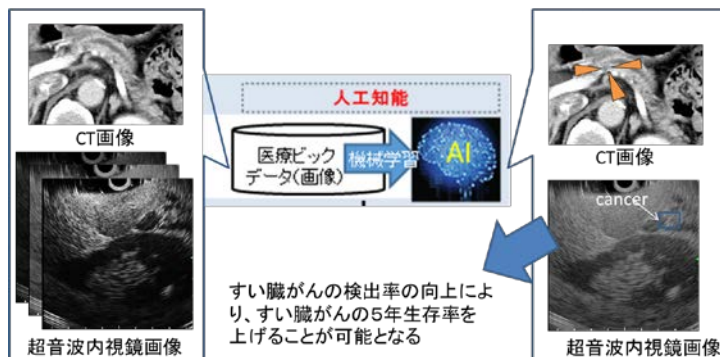 CT画像
超音波内視鏡画像
人工知能
医療ビック
データ(画像)
機械学習
AI
CT画像
cancer
超音波内視鏡画像
すい臓がんの検出率の向上によ
り、すい臓がんの5年生存率を
上げることが可能となる